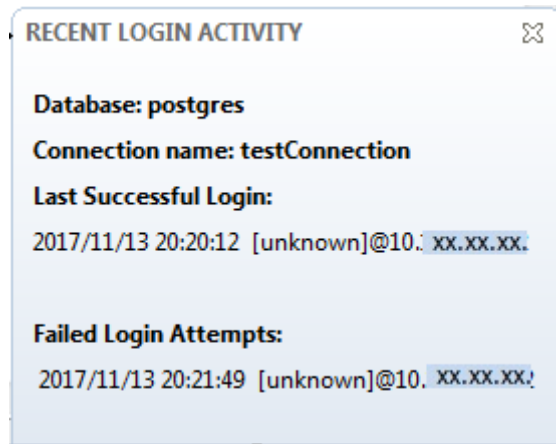 RECENT LOGIN ACTIVITY
Database: postgres
Connection name: testConnection
Last Successful Login:
2017/11/13 20:20:12 [unknown]@10. xx.xx.xx.
Failed Login Attempts:
2017/11/13 20:21:49 [unknown]@10. xx.xx.xx.